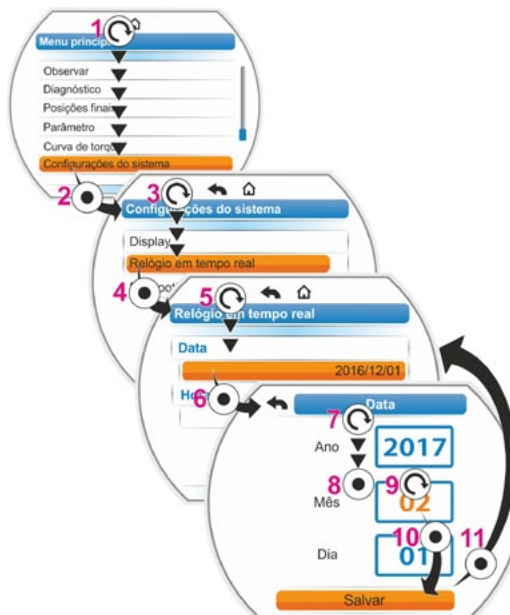 1
Menu princip
Observar
Diagnóstico
Posições finais
Parâmetro
Curva de torq
Configurações do sistema
2
3
Configurações do sistema
Display
Relógio em tempo real
4
5
Relógio em tempo real
Data
2016/12/01
6
Data
7
Ano
2017
8
9
Mês
02
10
11
Dia
01
Salvar